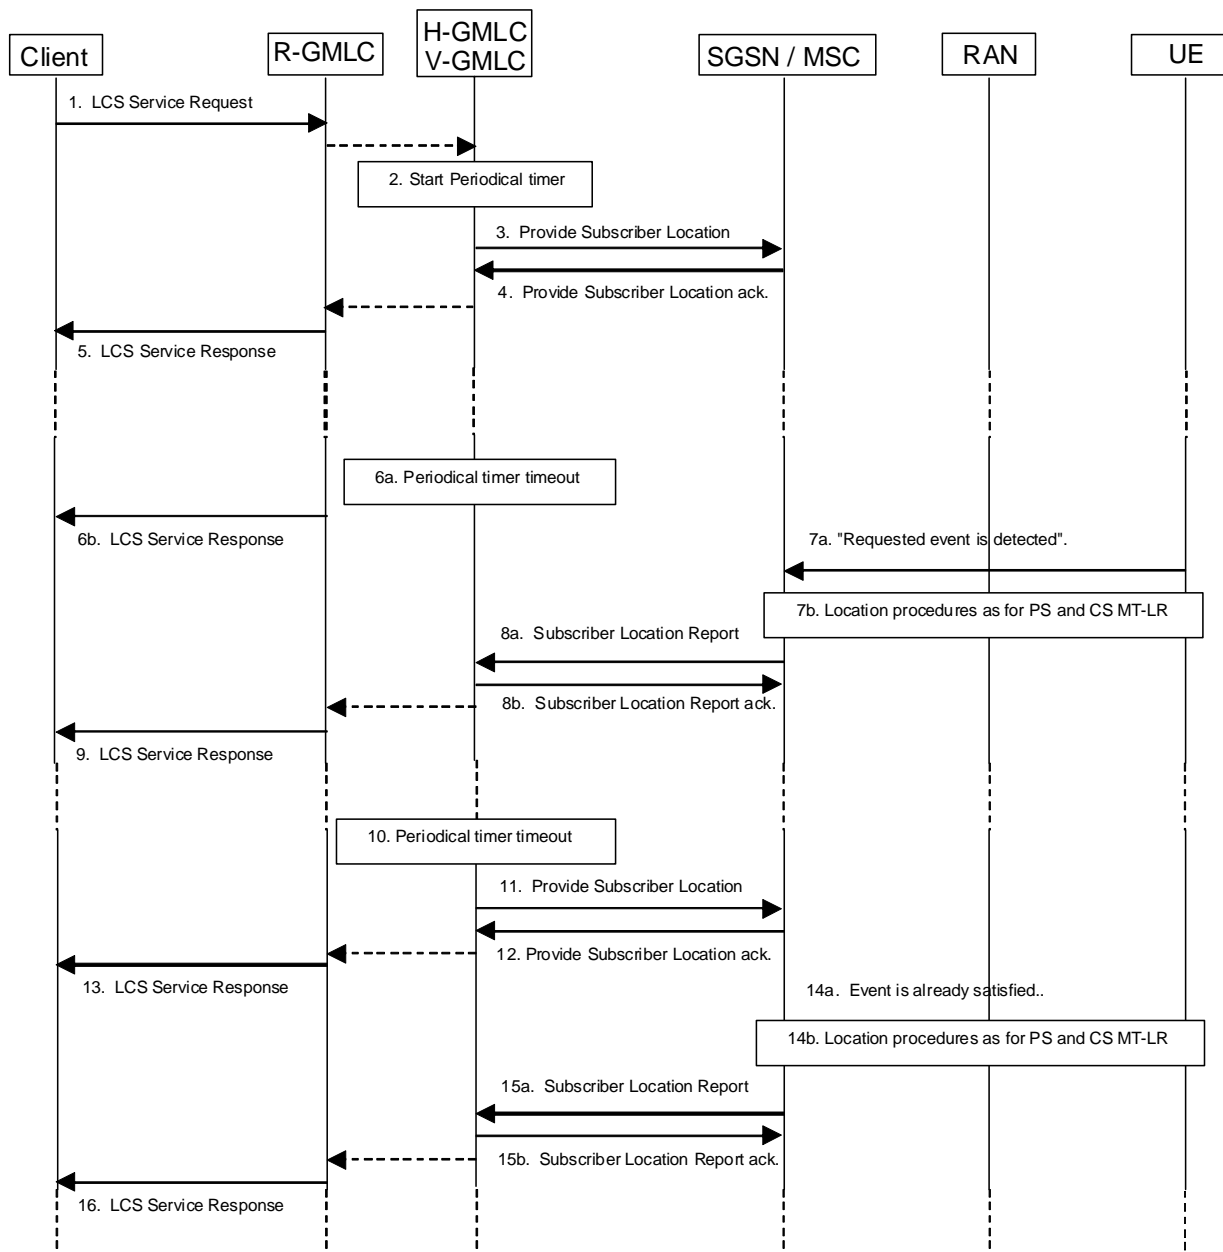 Client
R-GMLC
H-GMLC
V-GMLC
SGSN / MSC
RAN
UE
1. LCS Service Request
2. Start Periodical timer
3. Provide Subscriber Location
4. Provide Subscriber Location ack.
5. LCS Service Response
6a. Periodical timer timeout
6b. LCS Service Response
7a. "Requested event is detected".
7b. Location procedures as for PS and CS MT-LR
8a. Subscriber Location Report
8b. Subscriber Location Report ack.
9. LCS Service Response
10. Periodical timer timeout
11. Provide Subscriber Location
12. Provide Subscriber Location ack.
13. LCS Service Response
14a. Event is already satisfied..
14b. Location procedures as for PS and CS MT-LR
15a. Subscriber Location Report
15b. Subscriber Location Report ack.
16. LCS Service Response